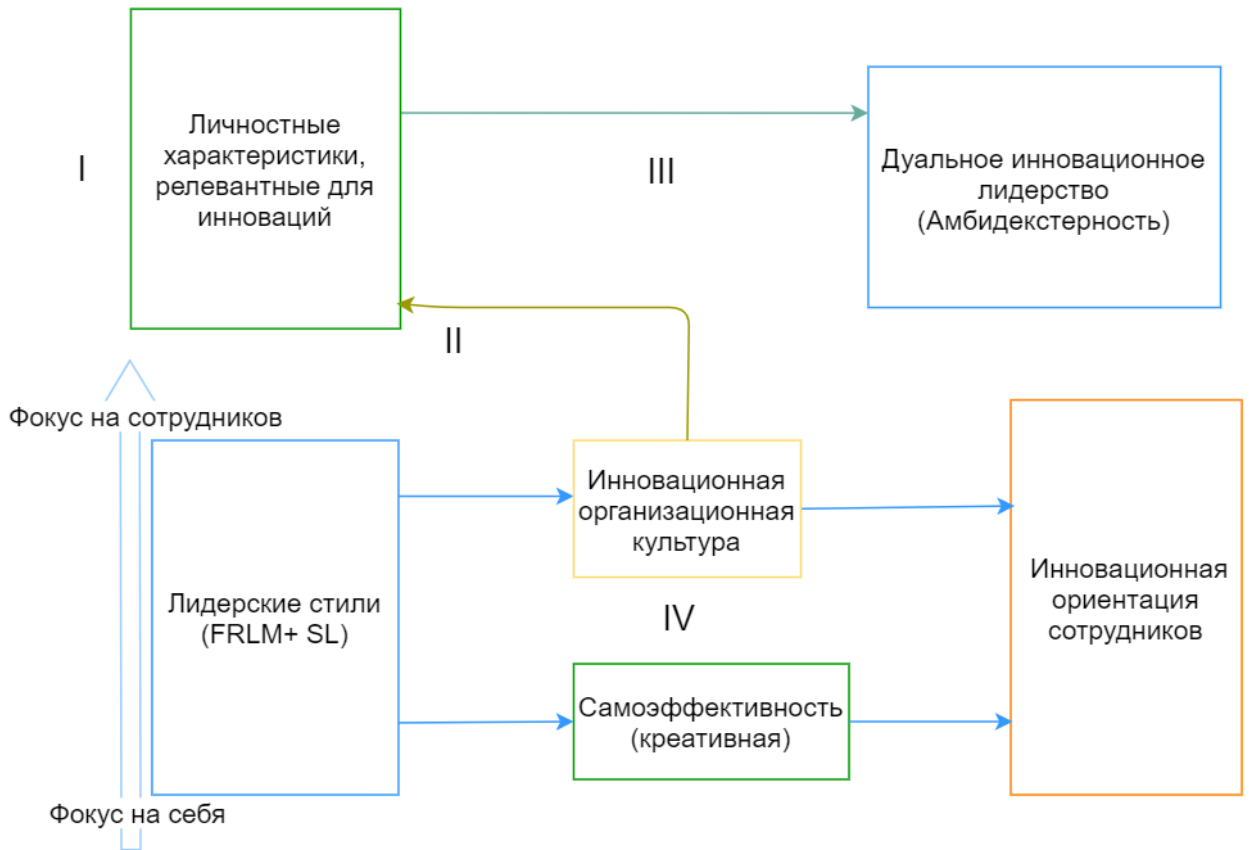 I
Личностные
характеристики,
релевантные для
инноваций
III
Дуальное инновационное
лидерство
(Амбидекстерность)
II
Фокус на сотрудников
Лидерские стили
(FRLM+ SL)
Инновационная
организационная
культура
IV
Самоэффективность
(креативная)
Инновационная
ориентация
сотрудников
Фокус на себя